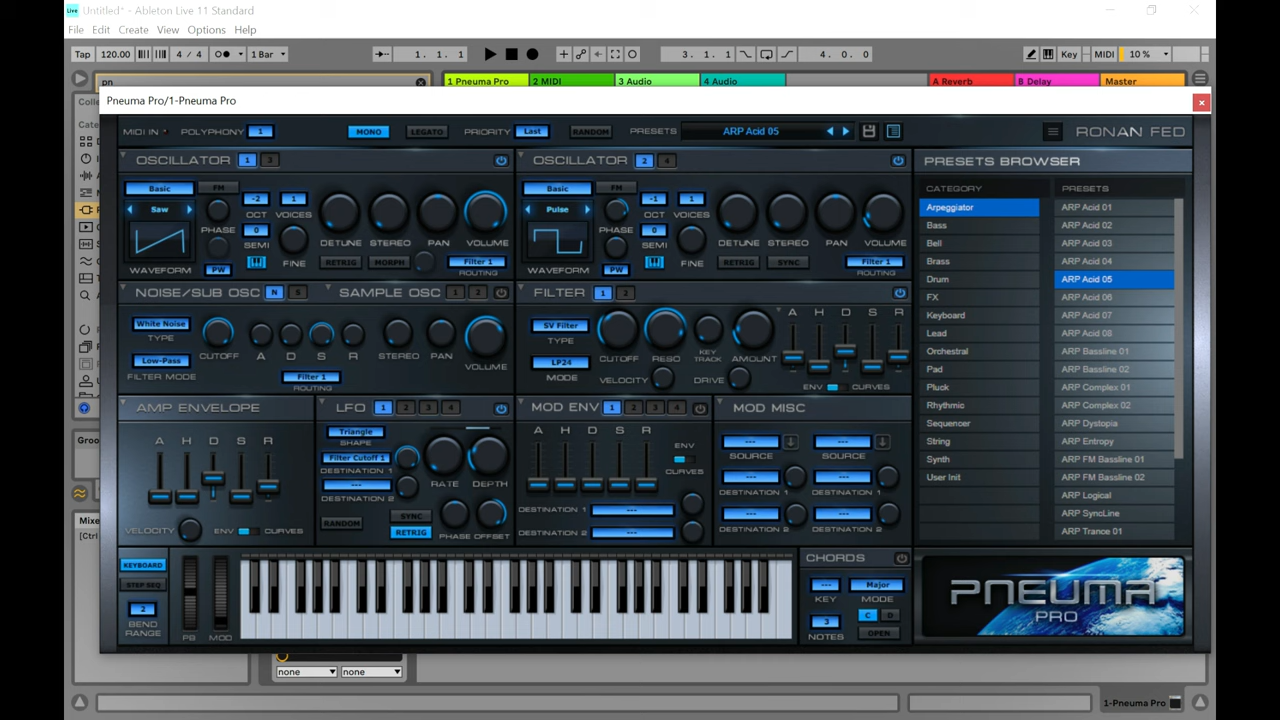 Live Untitled* - Ableton Live 11 Standard
File Edit Create View Options Help
Tap 120.00 4 / 4 1 Bar 1. 1. 1 3. 1. 1 4. 0. 0 Key MIDI 10 %
pn 1 Pneuma Pro 2 MIDI 3 Audio 4 Audio A Reverb B Delay Master
Colle
Cate
Groo
Mixe
[Ctrl
Pneuma Pro/1-Pneuma Pro
MIDI IN POLYPHONY 1 MONO LEGATO PRIORITY Last RANDOM PRESETS ARP Acid 05 RONAN FED
OSCILLATOR 1 3
Basic FM
Saw
-2 1
OCT VOICES
PHASE 0
SEMI
DETUNE STEREO PAN VOLUME
PW FINE RETRIG MORPH Filter 1
WAVEFORM ROUTING
OSCILLATOR 2 4
Basic FM
Pulse
-1 1
OCT VOICES
PHASE 0
SEMI
DETUNE STEREO PAN VOLUME
PW FINE RETRIG SYNC Filter 1
WAVEFORM ROUTING
NOISE/SUB OSC N S SAMPLE OSC 1 2
White Noise
TYPE
CUTOFF A D S R STEREO PAN
Low-Pass VOLUME
FILTER MODE Filter 1
ROUTING
FILTER 1 2
A H D S R
SV Filter
TYPE
CUTOFF RESO KEY TRACK AMOUNT
LP24
MODE VELOCITY DRIVE ENV CURVES
AMP ENVELOPE
A H D S R
VELOCITY ENV CURVES
LFO 1 2 3 4
Triangle
SHAPE
Filter Cutoff 1
DESTINATION 1 RATE DEPTH
---
DESTINATION 2
RANDOM SYNC
RETRIG PHASE OFFSET
MOD ENV 1 2 3 4
A H D S R
ENV
CURVES
DESTINATION 1 ---
DESTINATION 2 ---
MOD MISC
--- ---
SOURCE SOURCE
--- ---
DESTINATION 1 DESTINATION 1
--- ---
DESTINATION 2 DESTINATION 2
KEYBOARD
STEP SEQ
2
BEND
RANGE
PB MOD
CHORDS
--- Major
KEY MODE
3 C D
NOTES OPEN
PRESETS BROWSER
CATEGORY PRESETS
Arpeggiator ARP Acid 01
Bass ARP Acid 02
Bell ARP Acid 03
Brass ARP Acid 04
Drum ARP Acid 05
FX ARP Acid 06
Keyboard ARP Acid 07
Lead ARP Acid 08
Orchestral ARP Bassline 01
Pad ARP Bassline 02
Pluck ARP Complex 01
Rhythmic ARP Complex 02
Sequencer ARP Dystopia
String ARP Entropy
Synth ARP FM Bassline 01
User Init ARP FM Bassline 02
ARP Logical
ARP SyncLine
ARP Trance 01
PNEUMA
PRO
none none
1-Pneuma Pro